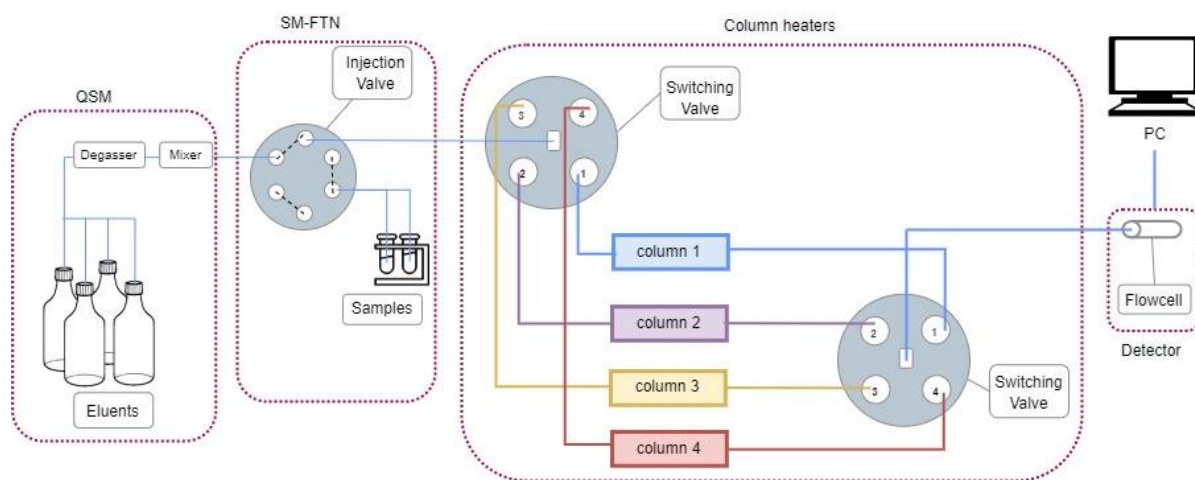 SM-FTN
Column heaters
QSM
Injection
Valve
Switching
Valve
PC
Degasser
Mixer
3
4
2
1
column 1
Samples
Flowcell
column 2
2
1
Detector
column 3
3
4
Switching
Valve
Eluents
column 4